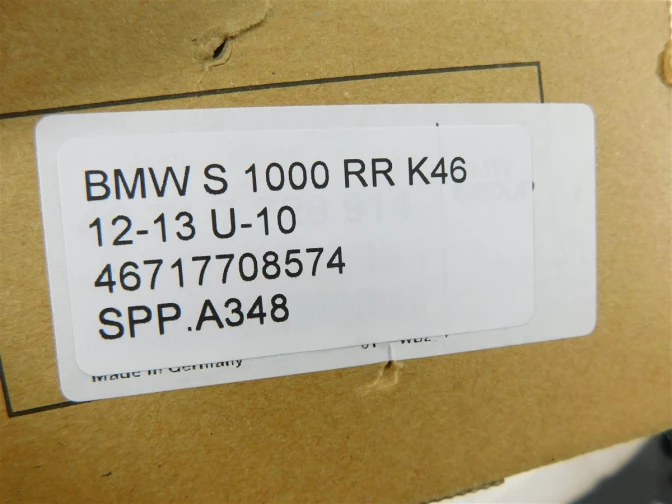 BMW S 1000 RR K46
12-13 U-10
46717708574
SPP.A348
Made in Germany